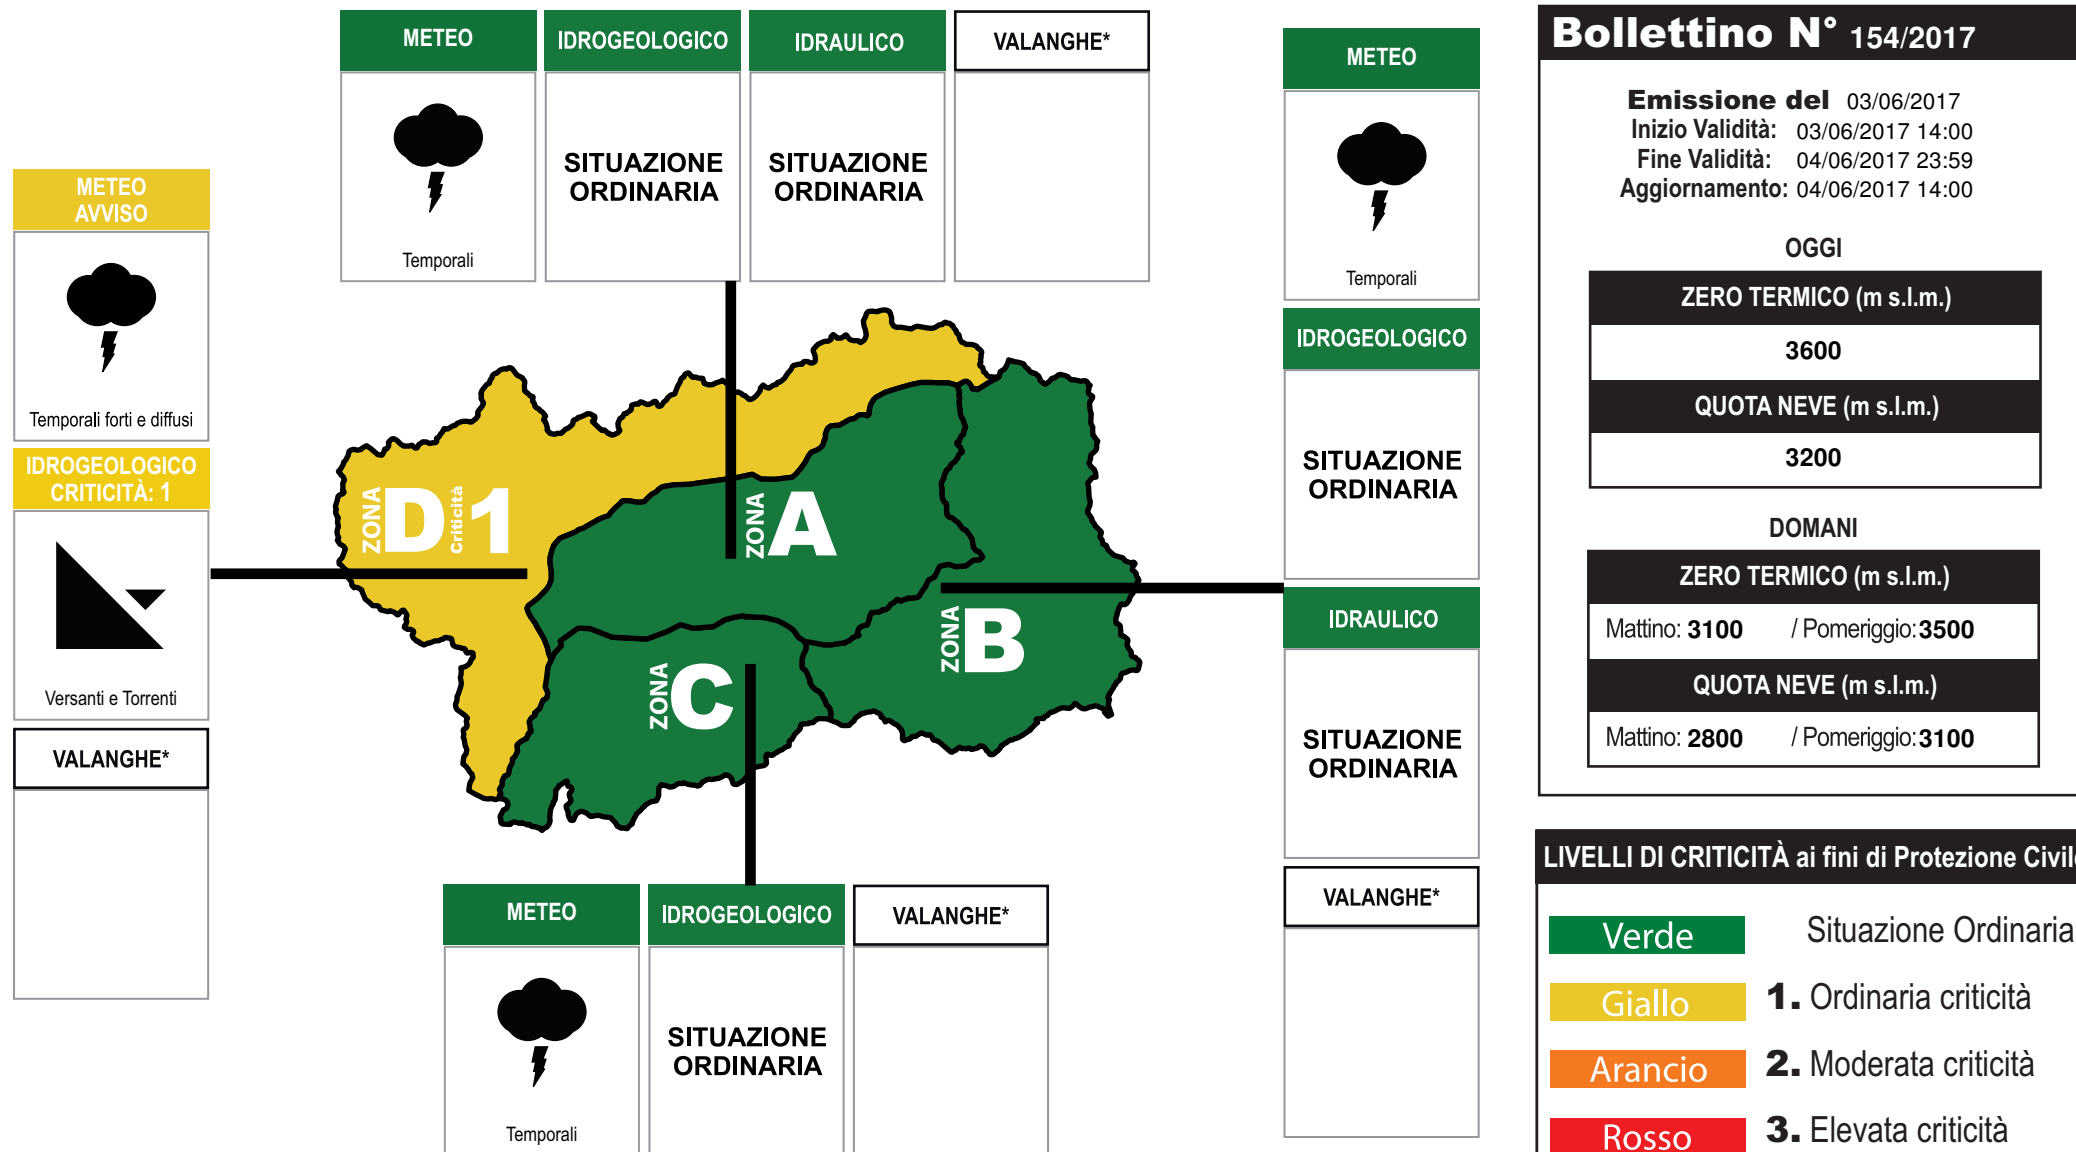 METEO
IDROGEOLOGICO
IDRAULICO
VALANGHE*
Temporali
SITUAZIONE
ORDINARIA
SITUAZIONE
ORDINARIA
METEO
AVVISO
Temporali forti e diffusi
IDROGEOLOGICO
CRITICITÀ: 1
Versanti e Torrenti
VALANGHE*
ZONA D Criticità 1
ZONA A
ZONA B
ZONA C
METEO
Temporali
IDROGEOLOGICO
SITUAZIONE
ORDINARIA
IDRAULICO
SITUAZIONE
ORDINARIA
VALANGHE*
METEO
IDROGEOLOGICO
VALANGHE*
Temporali
SITUAZIONE
ORDINARIA
Bollettino N° 154/2017
Emissione del 03/06/2017
Inizio Validità: 03/06/2017 14:00
Fine Validità: 04/06/2017 23:59
Aggiornamento: 04/06/2017 14:00
OGGI
ZERO TERMICO (m s.l.m.)
3600
QUOTA NEVE (m s.l.m.)
3200
DOMANI
ZERO TERMICO (m s.l.m.)
Mattino: 3100 / Pomeriggio: 3500
QUOTA NEVE (m s.l.m.)
Mattino: 2800 / Pomeriggio: 3100
LIVELLI DI CRITICITÀ ai fini di Protezione Civile
Verde Situazione Ordinaria
Giallo 1. Ordinaria criticità
Arancio 2. Moderata criticità
Rosso 3. Elevata criticità